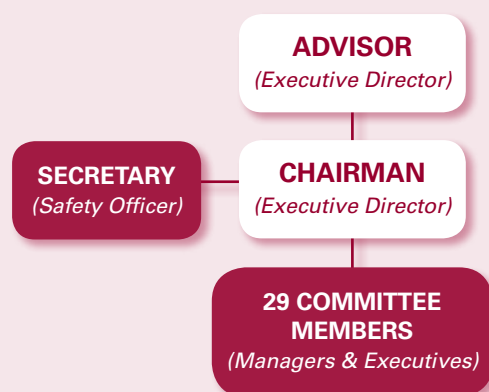 ADVISOR
(Executive Director)
SECRETARY
(Safety Officer)
CHAIRMAN
(Executive Director)
29 COMMITTEE
MEMBERS
(Managers & Executives)